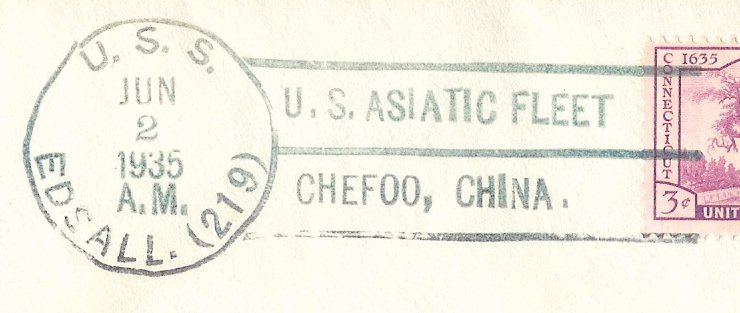 U. S. S.
JUN
2
1935
A.M.
EDSALL. (219)
U. S. ASIATIC FLEET
CHEFOO, CHINA.
CONNECTICUT
1635
3¢
UNIT